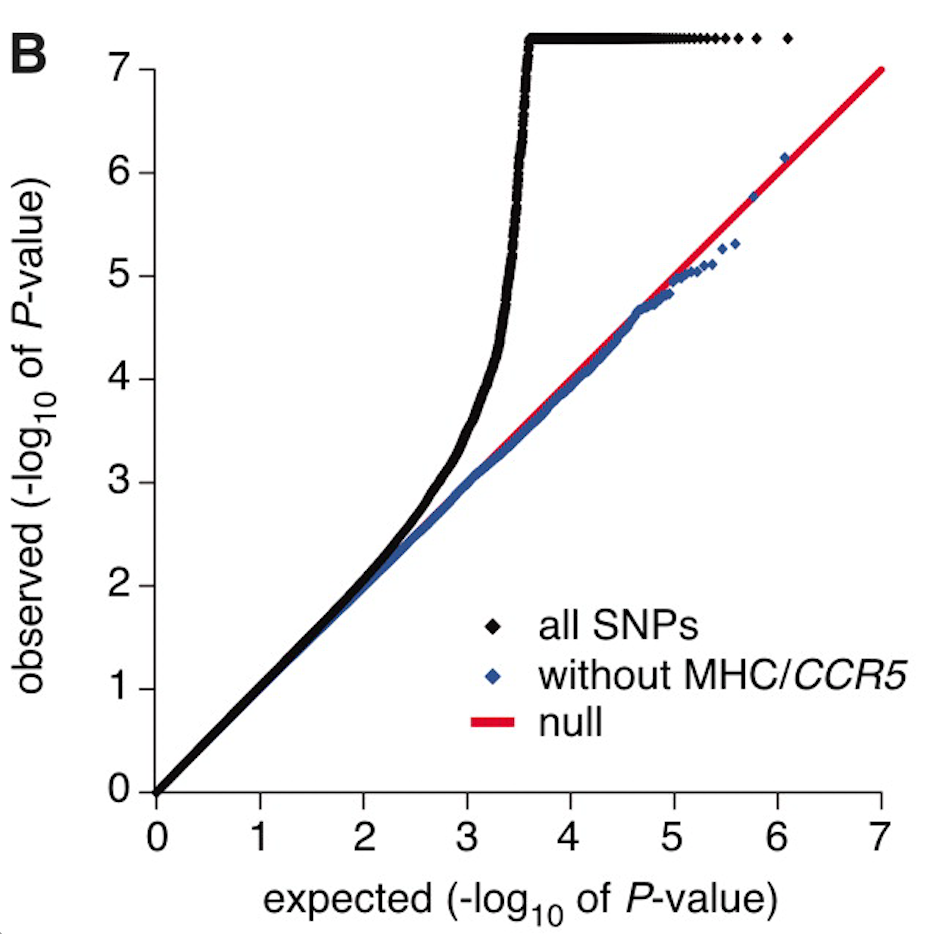 B
observed (-log10 of P-value)
7
6
5
4
3
2
1
0
all SNPs
without MHC/CCR5
null
0 1 2 3 4 5 6 7
expected (-log10 of P-value)